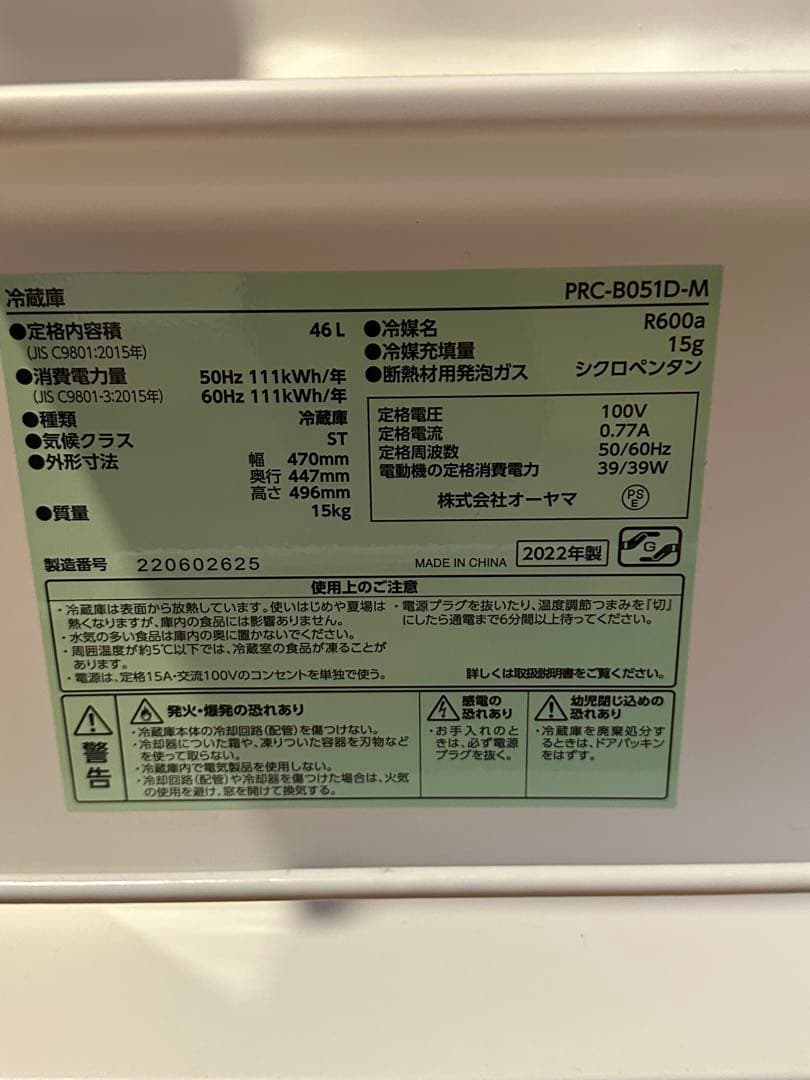 冷蔵庫
PRC-B051D-M
●定格内容積 46L
(JIS C9801:2015年)
●消費電力量 50Hz 111kWh/年
(JIS C9801-3:2015年) 60Hz 111kWh/年
●種類 冷蔵庫
●気候クラス ST
●外形寸法 幅 470mm
奥行 447mm
高さ 496mm
●質量 15kg
●冷媒名 R600a
●冷媒充填量 15g
●断熱材用発泡ガス シクロペンタン
定格電圧 100V
定格電流 0.77A
定格周波数 50/60Hz
電動機の定格消費電力 39/39W
株式会社オーヤマ PSE
製造番号 220602625
MADE IN CHINA 2022年製 G
使用上のご注意
・冷蔵庫は表面から放熱しています。使いはじめや夏場は
熱くなりますが、庫内の食品には影響ありません。
・水気の多い食品は庫内の奥に置かないでください。
・周囲温度が約5℃以下では、冷蔵室の食品が凍ることが
あります。
・電源は、定格15A・交流100Vのコンセントを単独で使う。
・電源プラグを抜いたり、温度調節つまみを「切」
にしたら通電まで6分間以上待ってください。
詳しくは取扱説明書をご覧ください。
警告
発火・爆発の恐れあり
・冷蔵庫本体の冷却回路(配管)を傷つけない。
・冷却器についた霜や、凍りついた容器を刃物など
を使って取らない。
・冷蔵庫内で電気製品を使用しない。
・冷却回路(配管)や冷却器を傷つけた場合は、火気
の使用を避け、窓を開けて換気する。
感電の
恐れあり
・お手入れのと
きは、必ず電源
プラグを抜く。
幼児閉じ込めの
恐れあり
・冷蔵庫を廃棄処分す
るときは、ドアパッキン
をはずす。